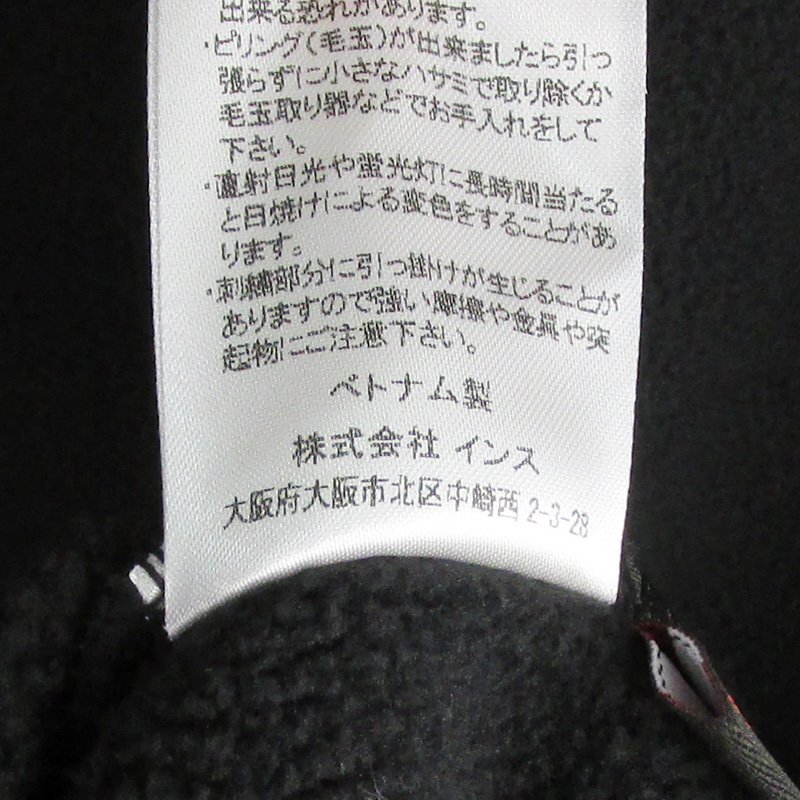 出来る恐れがあります。
・ピリング(毛玉)が出来ましたら引っ
張らずに小さなハサミで取り除くか
毛玉取り器などでお手入れをして
下さい。
・直射日光や蛍光灯に長時間当たる
と日焼けによる変色をすることがあ
ります。
・刺繍部分に引っ掛けナが生じることが
ありますので強い摩擦や金具や突
起物にご注意下さい。
ベトナム製
株式会社 インス
大阪府大阪市北区中崎西 2-3-28